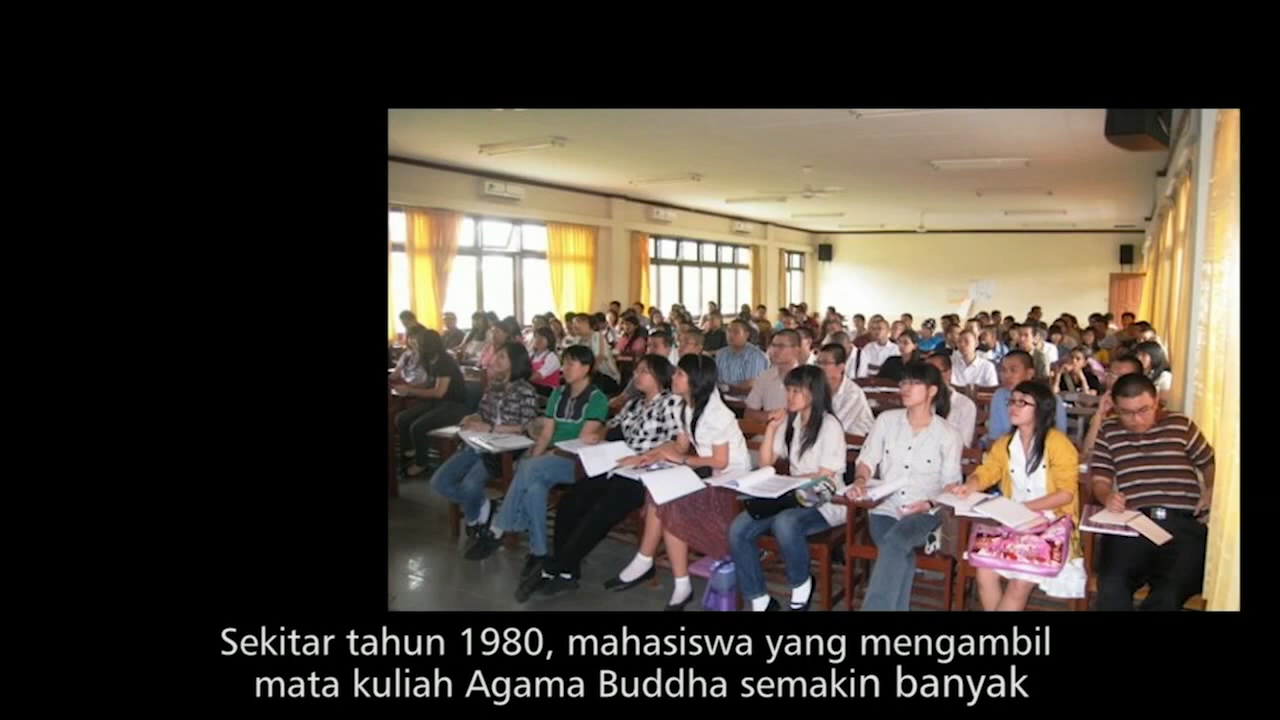 Sekitar tahun 1980, mahasiswa yang mengambil
mata kuliah Agama Buddha semakin banyak